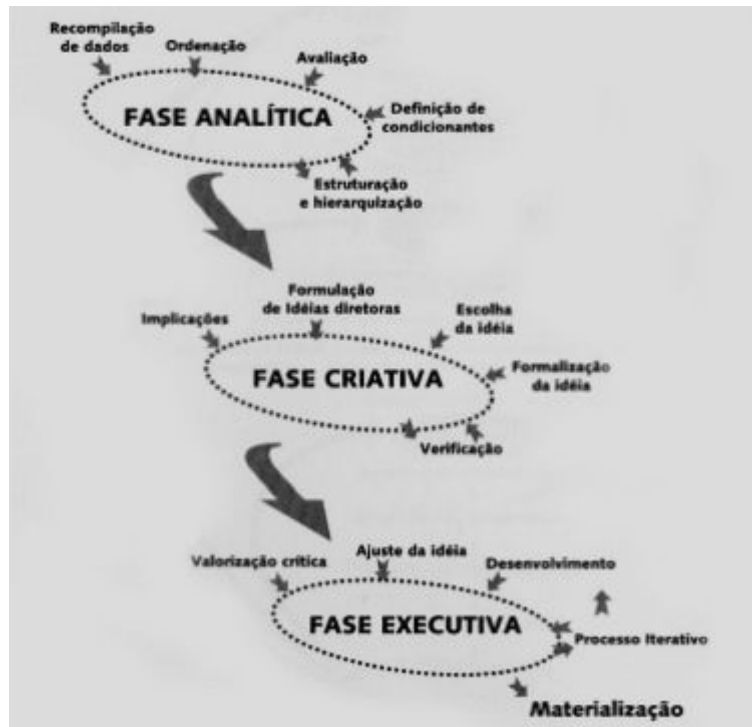 Recompilação
de dados
Ordenação
Avaliação
FASE ANALÍTICA
Definição de
condicionantes
Estruturação
e hierarquização
Formulação
de Idéias diretoras
Escolha
da idéia
Implicações
FASE CRIATIVA
Formalização
da idéia
Verificação
Ajuste da idéia
Valorização crítica
Desenvolvimento
FASE EXECUTIVA
Processo Iterativo
Materialização